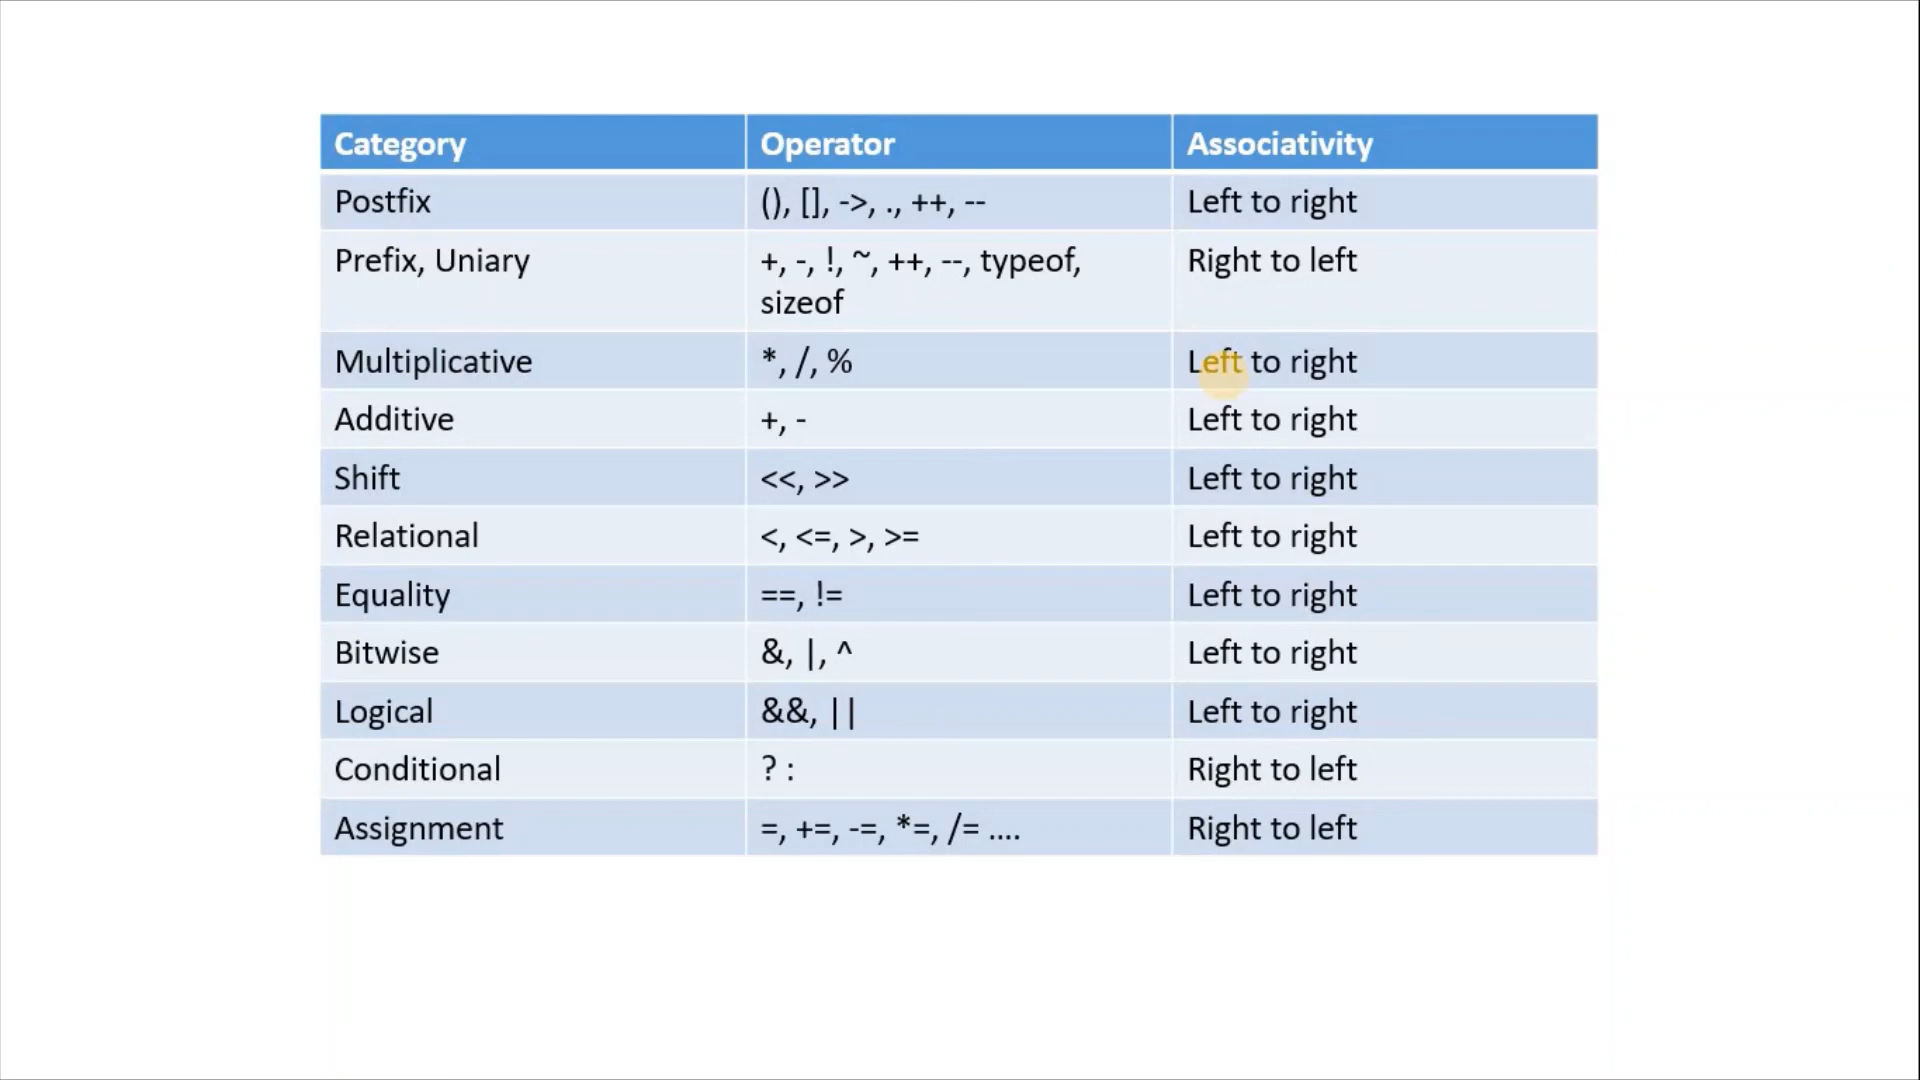 Category Operator Associativity
Postfix (), [], ->, ., ++, -- Left to right
Prefix, Uniary +, -, !, ~, ++, --, typeof, Right to left
sizeof
Multiplicative *, /, % Left to right
Additive +, - Left to right
Shift <<, >> Left to right
Relational <, <=, >, >= Left to right
Equality ==, != Left to right
Bitwise &, |, ^ Left to right
Logical &&, || Left to right
Conditional ? : Right to left
Assignment =, +=, -=, *=, /= .... Right to left